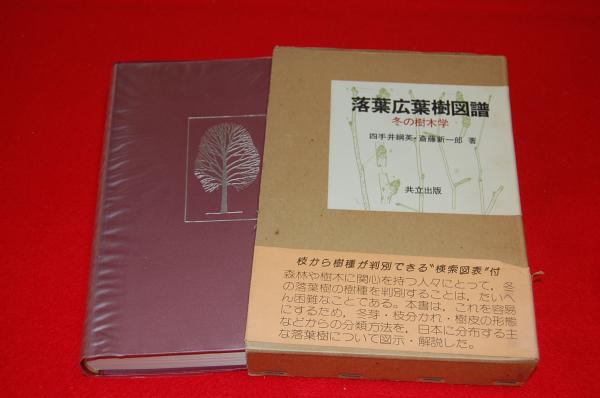 落葉広葉樹図譜
冬の樹木学
四手井綱英・斎藤新一郎 著
共立出版
枝から樹種が判別できる“検索図表”付
森林や樹木に関心を持つ人々にとって，冬
の落葉樹の樹種を判別することは，たいへ
ん困難なことである。本書は，これを容易
にするため，冬芽・枝分かれ・樹皮の形態
などからの分類方法を，日本に分布する主
な落葉樹について図示・解説した。